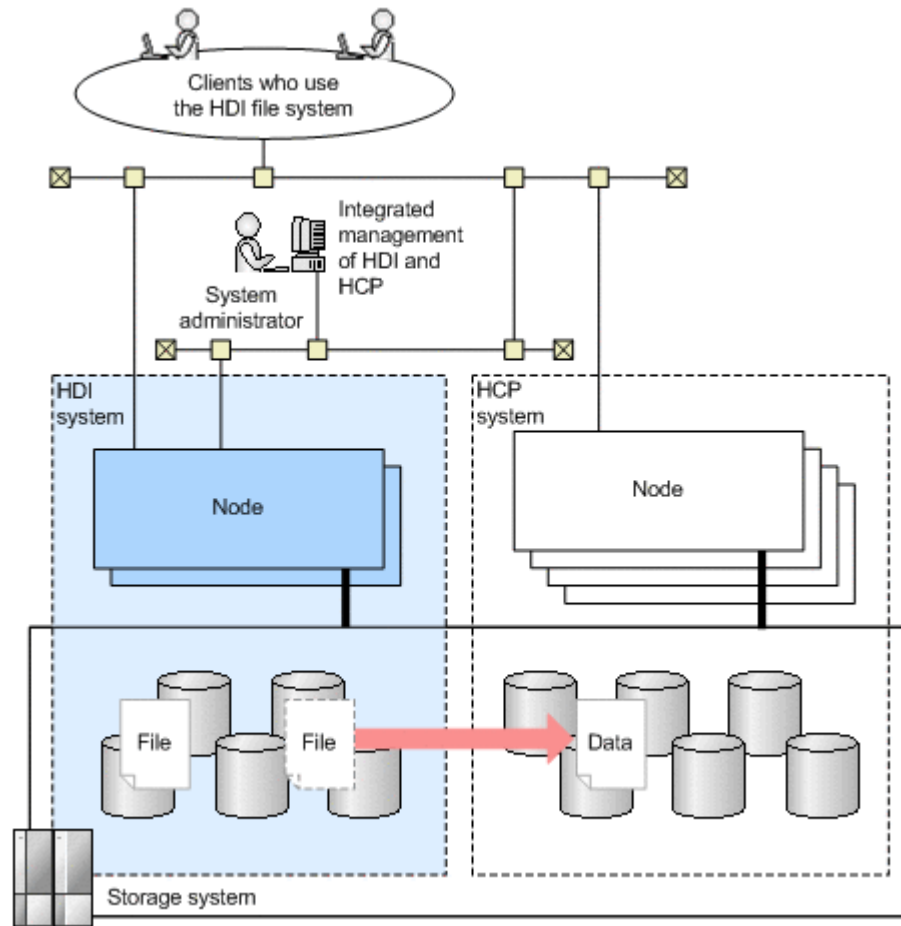 Clients who use
the HDI file system
Integrated
management
of HDI and
HCP
System
administrator
HDI
system
HCP
system
Node
Node
File
File
Data
Storage system